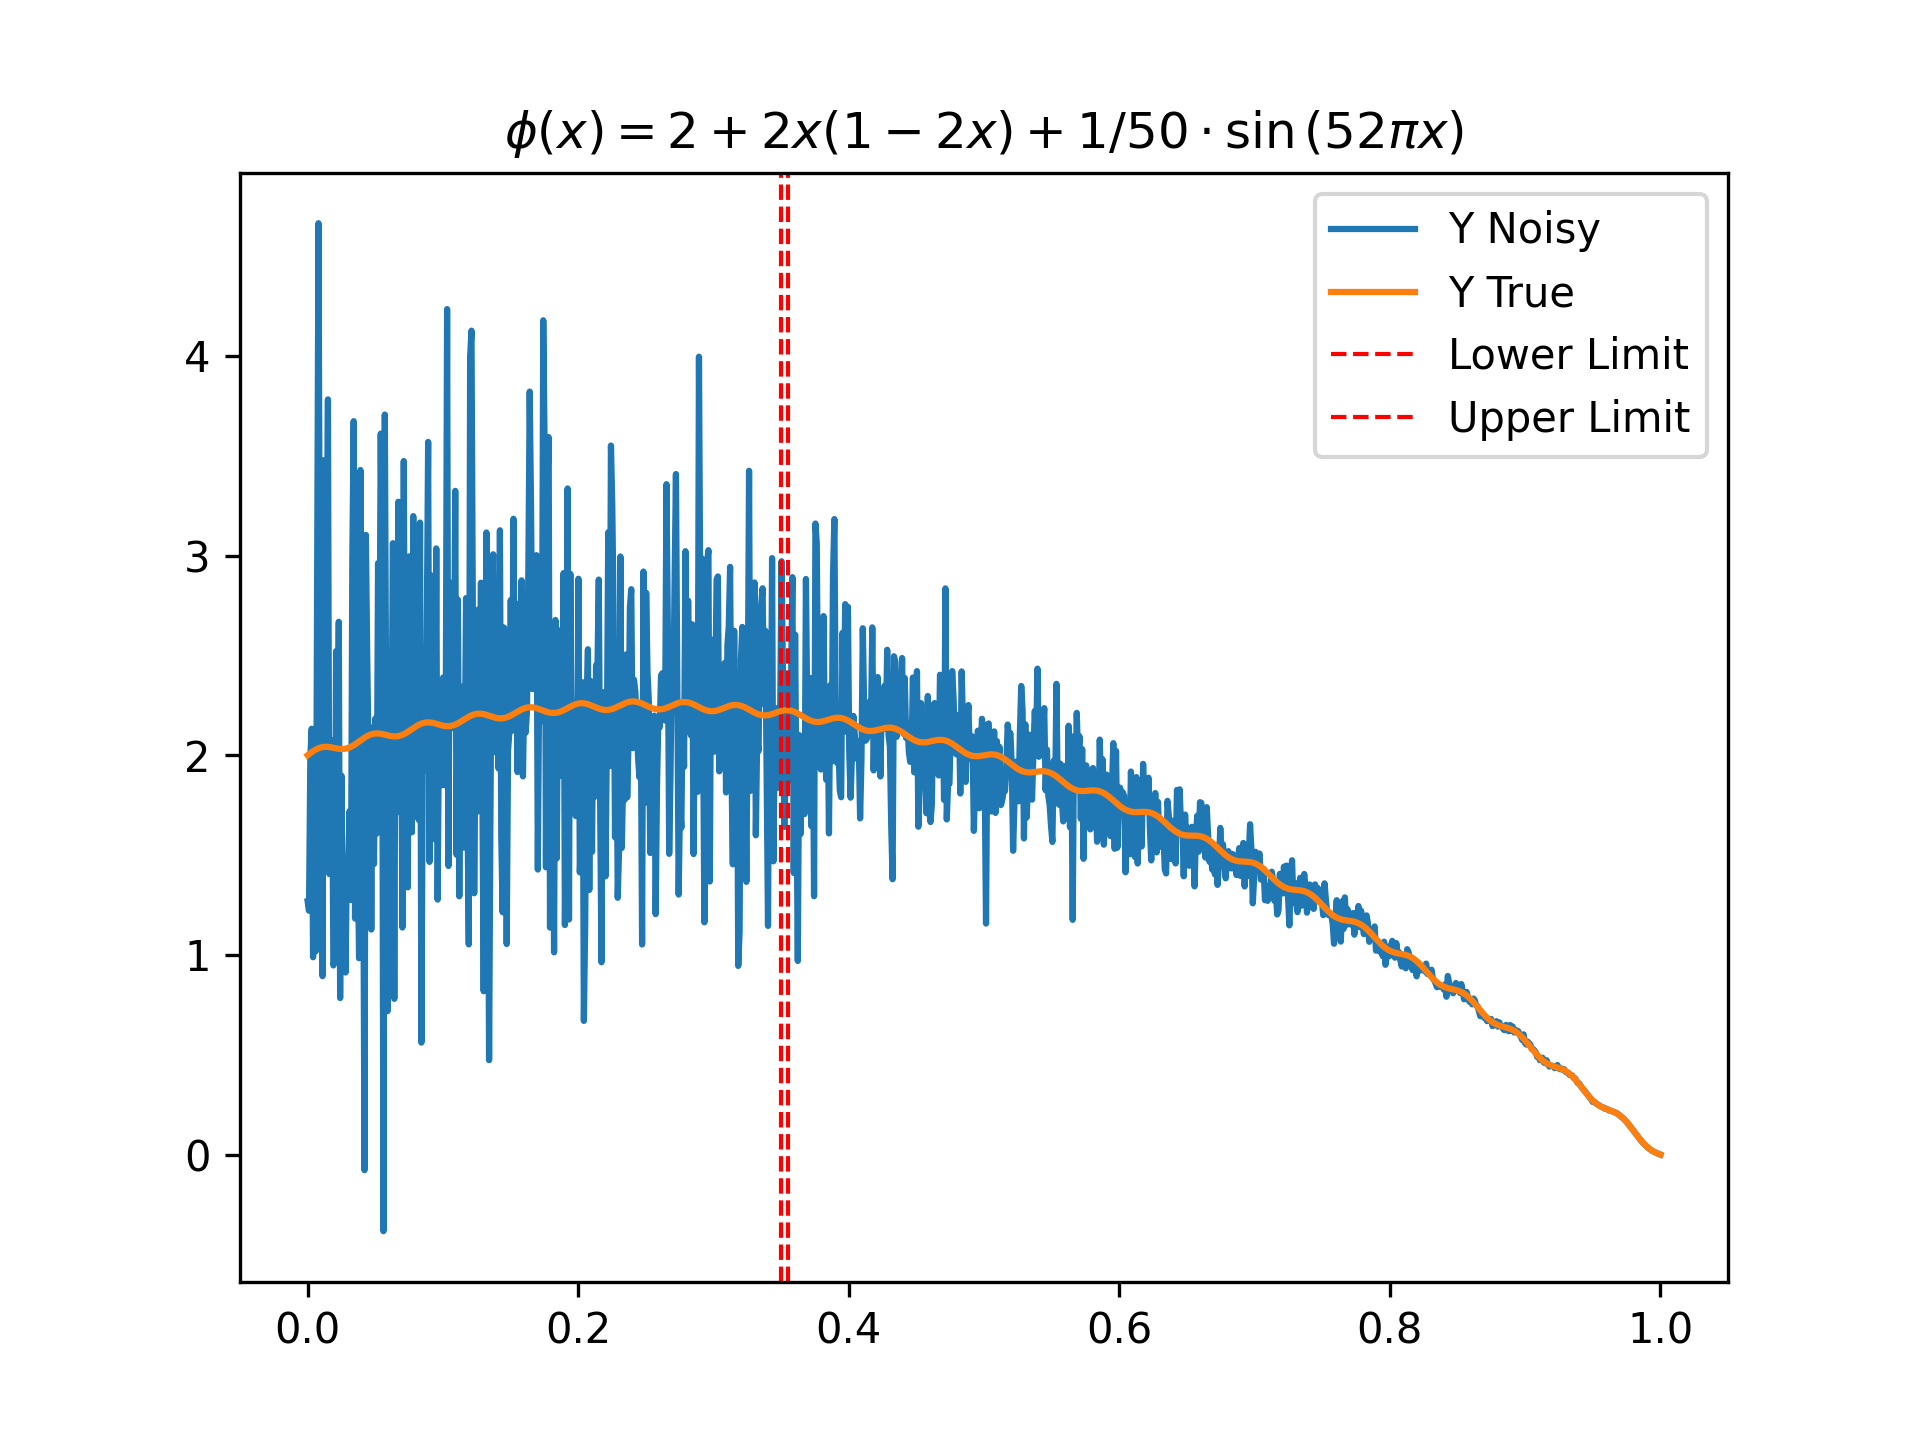 ϕ(x) = 2 + 2x(1 − 2x) + 1/50 · sin (52πx)
Y Noisy
Y True
Lower Limit
Upper Limit
4
3
2
1
0
0.0 0.2 0.4 0.6 0.8 1.0